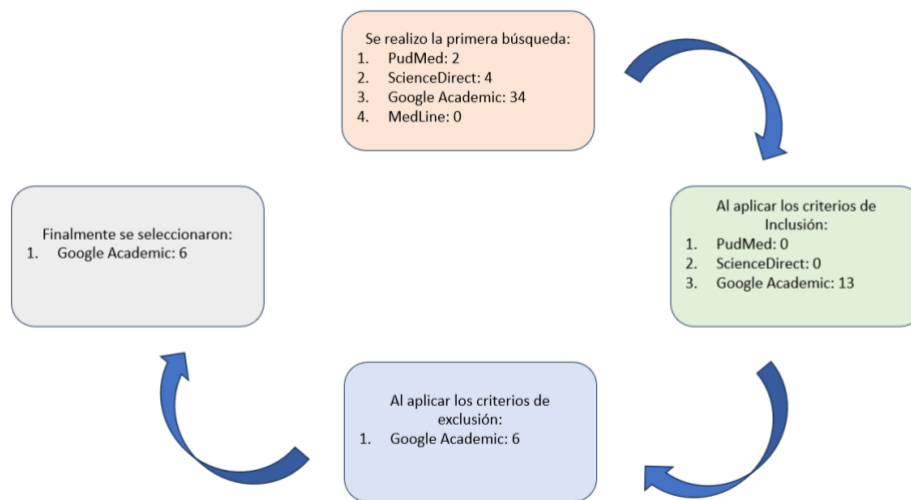 Se realizo la primera búsqueda:
1. PudMed: 2
2. ScienceDirect: 4
3. Google Academic: 34
4. MedLine: 0
Al aplicar los criterios de
Inclusión:
1. PudMed: 0
2. ScienceDirect: 0
3. Google Academic: 13
Al aplicar los criterios de
exclusión:
1. Google Academic: 6
Finalmente se seleccionaron:
1. Google Academic: 6